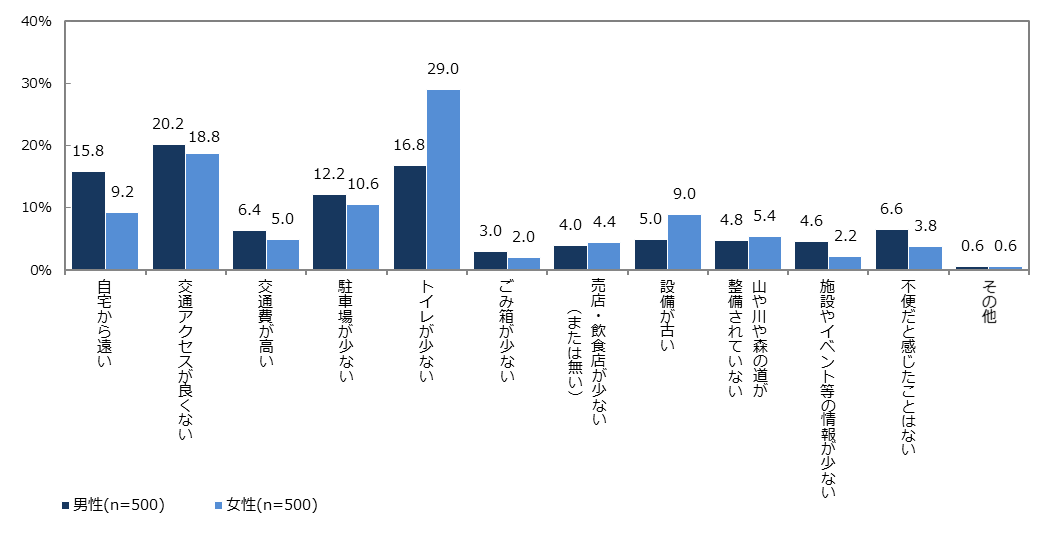 40%
30%
20%
10%
0%
15.8
9.2
20.2
18.8
6.4
5.0
12.2
10.6
16.8
29.0
3.0
2.0
4.0
4.4
5.0
9.0
4.8
5.4
4.6
2.2
6.6
3.8
0.6
0.6
自宅から遠い
交通アクセスが良くない
交通費が高い
駐車場が少ない
トイレが少ない
ごみ箱が少ない
売店・飲食店が少ない
（または無い）
設備が古い
山や川や森の道が
整備されていない
施設やイベント等の情報が少ない
不便だと感じたことはない
その他
男性(n=500)
女性(n=500)